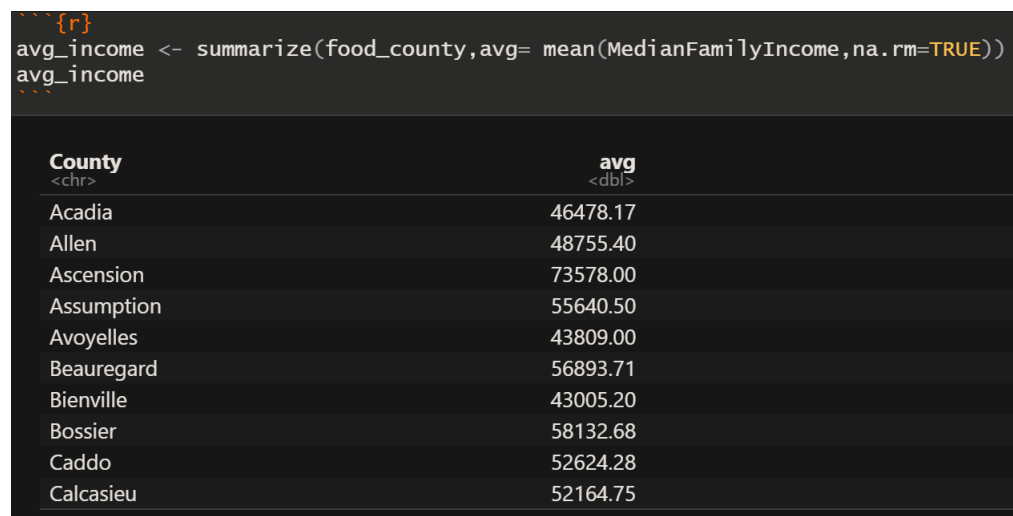 ```{r}
avg_income <- summarize(food_county,avg= mean(MedianFamilyIncome,na.rm=TRUE))
avg_income
```
County avg
<chr> <dbl>
Acadia 46478.17
Allen 48755.40
Ascension 73578.00
Assumption 55640.50
Avoyelles 43809.00
Beauregard 56893.71
Bienville 43005.20
Bossier 58132.68
Caddo 52624.28
Calcasieu 52164.75